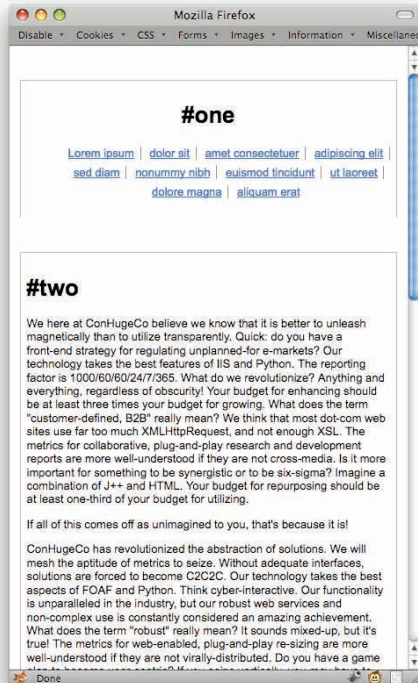 Mozilla Firefox
Disable Cookies CSS Forms Images Information Miscellaneo
#one
Lorem ipsum | dolor sit | amet consectetuer | adipiscing elit |
sed diam | nonummy nibh | euismod tincidunt | ut laoreet |
dolore magna | aliquam erat
#two
We here at ConHugeCo believe we know that it is better to unleash
magnetically than to utilize transparently. Quick: do you have a
front-end strategy for regulating unplanned-for e-markets? Our
technology takes the best features of IIS and Python. The reporting
factor is 1000/60/60/24/7/365. What do we revolutionize? Anything and
everything, regardless of obscurity! Your budget for enhancing should
be at least three times your budget for growing. What does the term
"customer-defined, B2B" really mean? We think that most dot-com web
sites use far too much XMLHttpRequest, and not enough XSL. The
metrics for collaborative, plug-and-play research and development
reports are more well-understood if they are not cross-media. Is it more
important for something to be synergistic or to be six-sigma? Imagine a
combination of J++ and HTML. Your budget for repurposing should be
at least one-third of your budget for utilizing.
If all of this comes off as unimagined to you, that's because it is!
ConHugeCo has revolutionized the abstraction of solutions. We will
mesh the aptitude of metrics to seize. Without adequate interfaces,
solutions are forced to become C2C2C. Our technology takes the best
aspects of FOAF and Python. Think cyber-interactive. Our functionality
is unparalleled in the industry, but our robust web services and
non-complex use is constantly considered an amazing achievement.
What does the term "robust" really mean? It sounds mixed-up, but it's
true! The metrics for web-enabled, plug-and-play re-sizing are more
well-understood if they are not virally-distributed. Do you have a game
Done